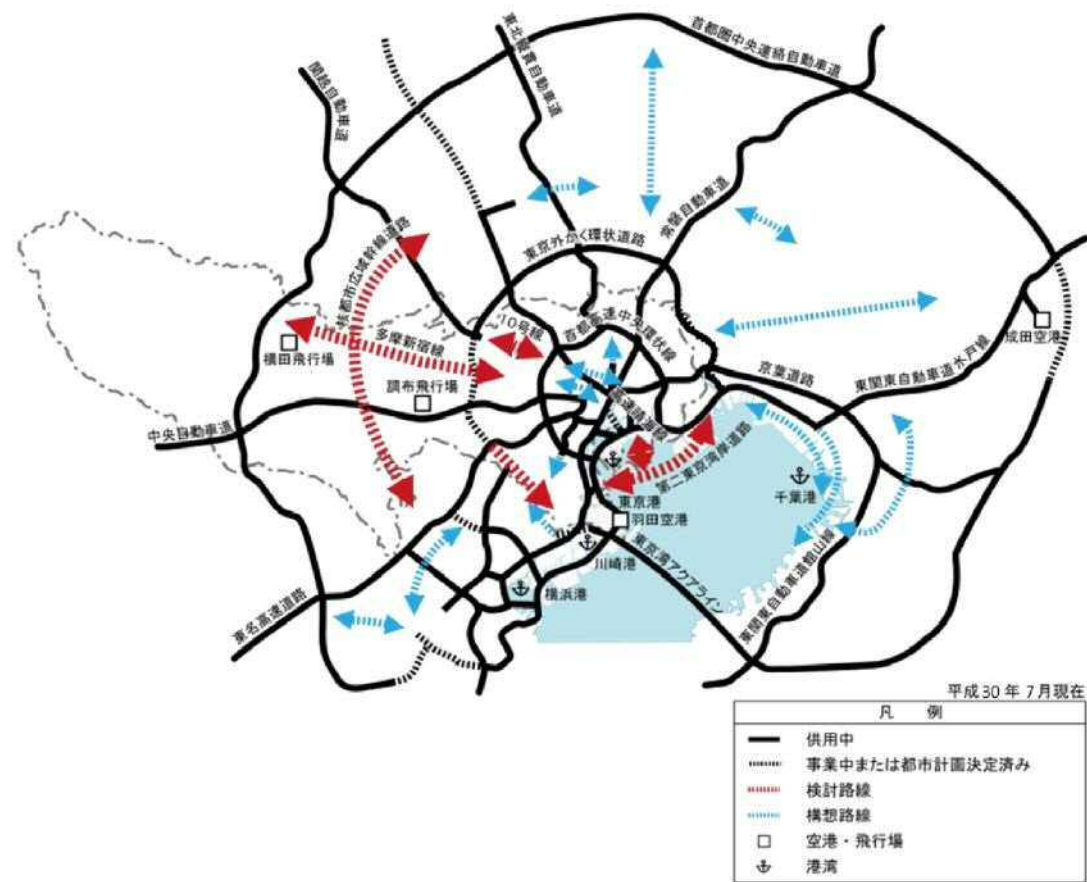 首都圏中央連絡自動車道
東北縦貫自動車道
関越自動車道
常磐自動車道
東京外かく環状道路
核都市広域幹線道路
10号線
首都高速中央環状線
多摩新宿線
横田飛行場
調布飛行場
成田空港
京葉道路
東関東自動車道水戸線
高速晴海線
中央自動車道
第二東京湾岸道路
千葉港
東京港
羽田空港
川崎港
東京湾アクアライン
横浜港
東関東自動車道館山線
東名高速道路
平成30年7月現在
凡 例
供用中
事業中または都市計画決定済み
検討路線
構想路線
空港・飛行場
港湾